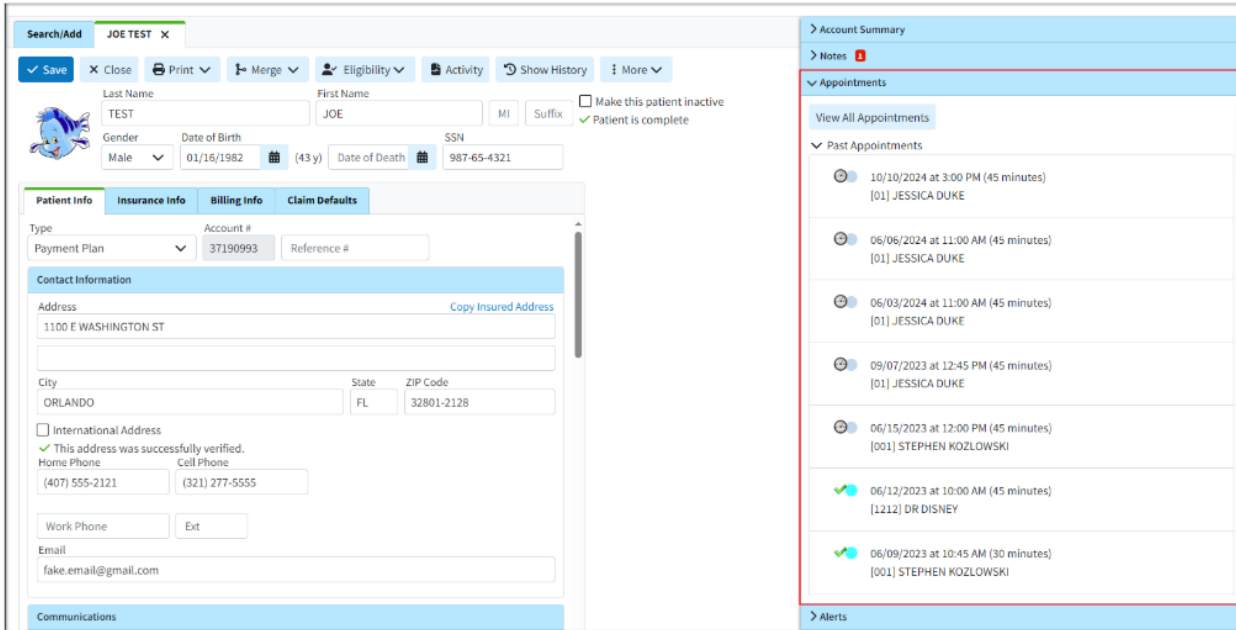 Search/Add
JOE TEST X
Save
Close
Print
Merge
Eligibility
Activity
Show History
More
Last Name
First Name
TEST
JOE
MI
Suffix
Make this patient inactive
Patient is complete
Gender
Date of Birth
SSN
Male
01/16/1982
(43 y)
Date of Death
987-65-4321
Patient Info
Insurance Info
Billing Info
Claim Defaults
Type
Account #
Payment Plan
37190993
Reference #
Contact Information
Address
Copy Insured Address
1100 E WASHINGTON ST
City
State
ZIP Code
ORLANDO
FL
32801-2128
International Address
This address was successfully verified.
Home Phone
Cell Phone
(407) 555-2121
(321) 277-5555
Work Phone
Ext
Email
fake.email@gmail.com
Communications
Account Summary
Notes 1
Appointments
View All Appointments
Past Appointments
10/10/2024 at 3:00 PM (45 minutes)
[01] JESSICA DUKE
06/06/2024 at 11:00 AM (45 minutes)
[01] JESSICA DUKE
06/03/2024 at 11:00 AM (45 minutes)
[01] JESSICA DUKE
09/07/2023 at 12:45 PM (45 minutes)
[01] JESSICA DUKE
06/15/2023 at 12:00 PM (45 minutes)
[001] STEPHEN KOZLOWSKI
06/12/2023 at 10:00 AM (45 minutes)
[1212] DR DISNEY
06/09/2023 at 10:45 AM (30 minutes)
[001] STEPHEN KOZLOWSKI
Alerts